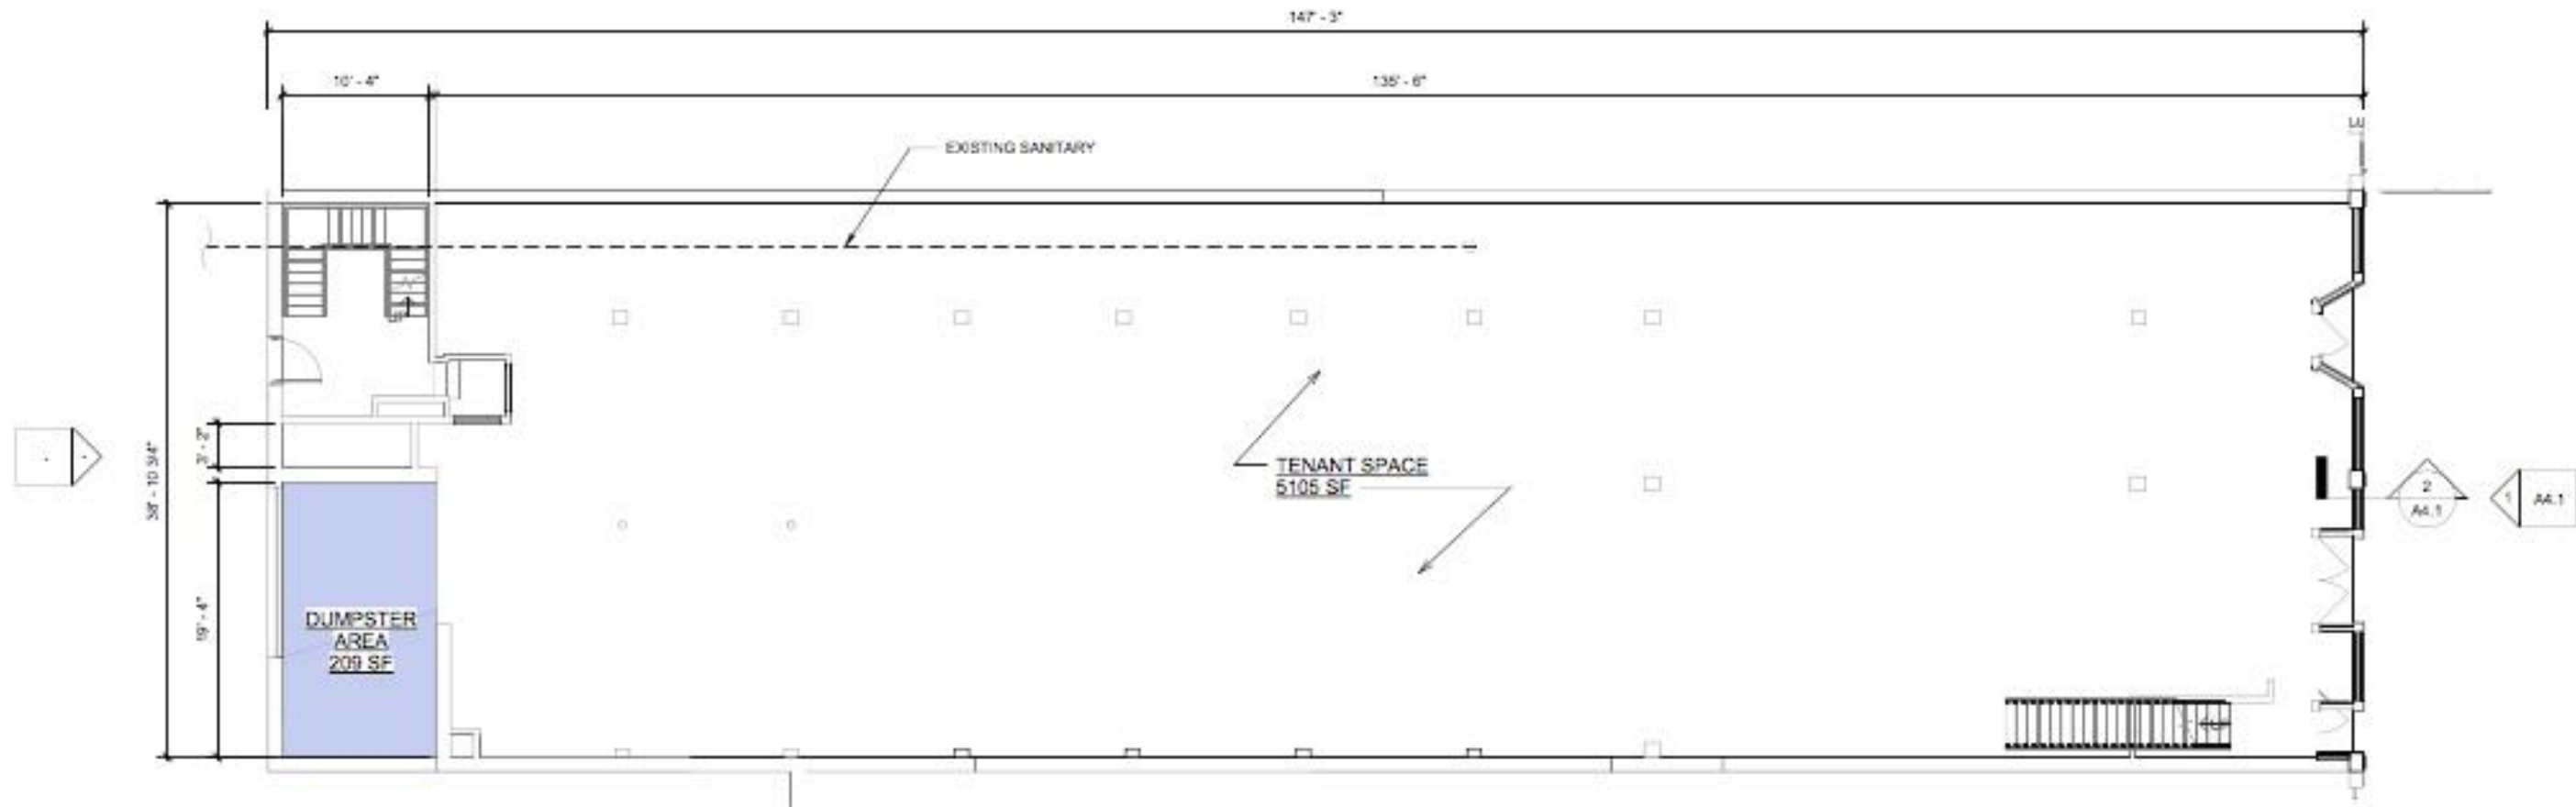 147' - 3"
10' - 4"
135' - 6"
EXISTING SANITARY
38' - 10 3/4"
3' - 2"
19' - 4"
TENANT SPACE
5105 SF
DUMPSTER
AREA
209 SF
2
A4.1
1
A4.1